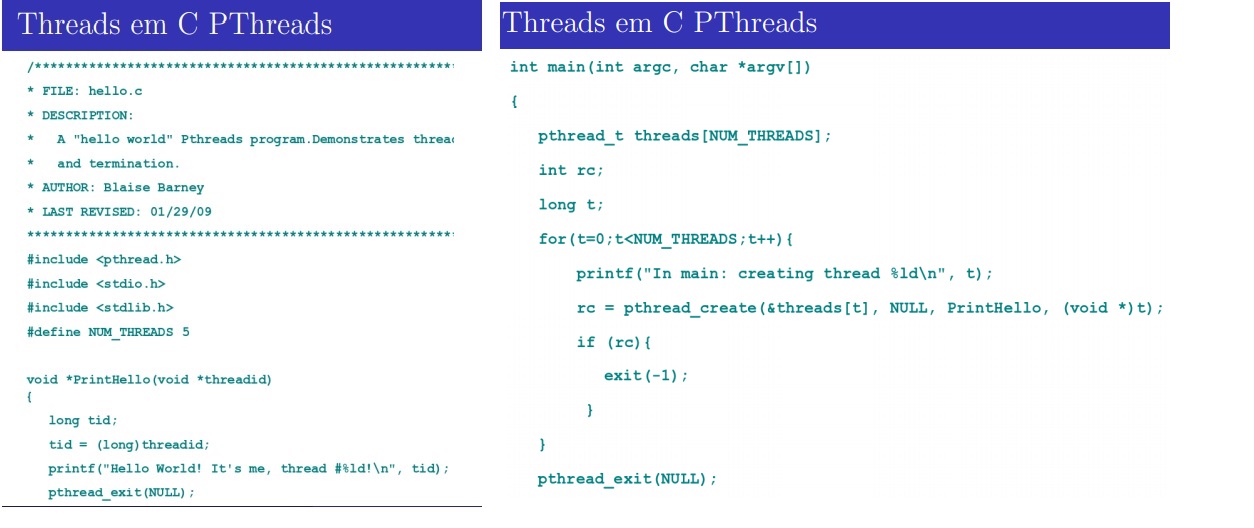 Threads em C PThreads
/******************************************************
* FILE: hello.c
* DESCRIPTION:
*   A "hello world" Pthreads program.Demonstrates
*   and termination.
* AUTHOR: Blaise Barney
* LAST REVISED: 01/29/09
*******************************************************
#include <pthread.h>
#include <stdio.h>
#include <stdlib.h>
#define NUM_THREADS 5
void *PrintHello(void *threadid)
{
   long tid;
   tid = (long)threadid;
   printf("Hello World! It's me, thread #%ld!\n", tid);
   pthread_exit(NULL);
Threads em C PThreads
int main(int argc, char *argv[])
{
   pthread_t threads[NUM_THREADS];
   int rc;
   long t;
   for(t=0;t<NUM_THREADS;t++){
       printf("In main: creating thread %ld\n", t);
       rc = pthread_create(&threads[t], NULL, PrintHello, (void *)t);
       if (rc){
          exit(-1);
        }
   }
   pthread_exit(NULL);